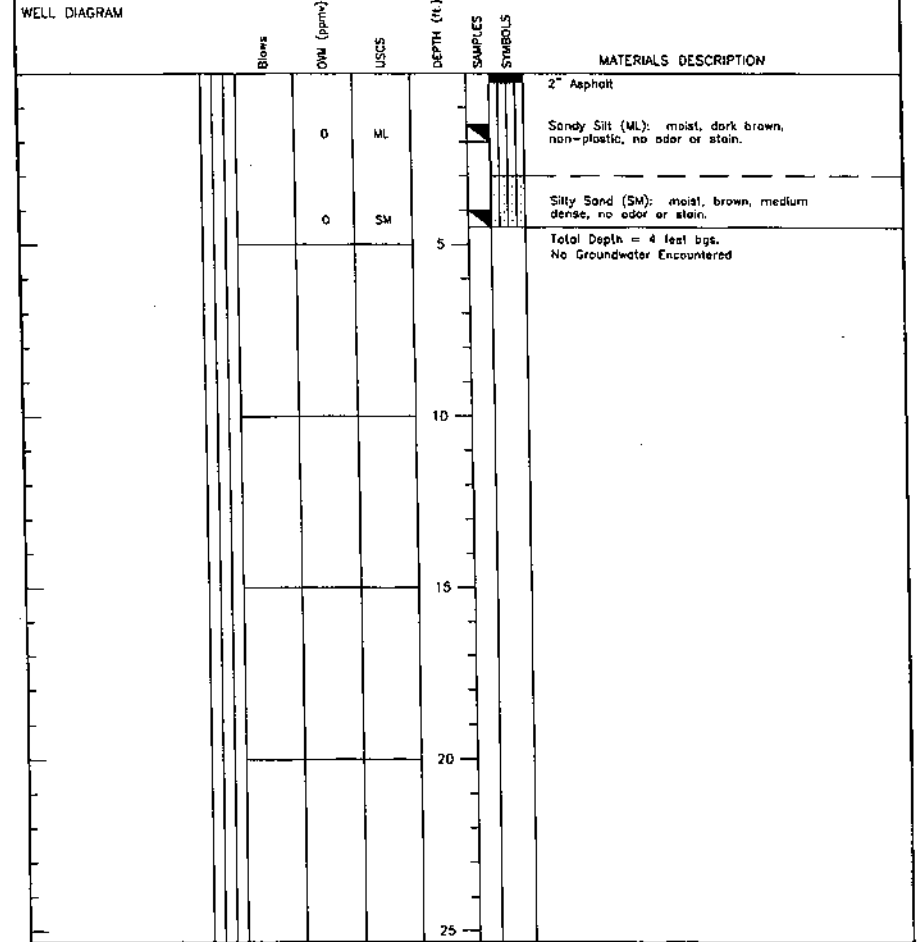 WELL DIAGRAM
Blows
OVM (ppmv)
USCS
DEPTH (ft.)
SAMPLES
SYMBOLS
MATERIALS DESCRIPTION
2" Asphalt
0
ML
Sandy Silt (ML): moist, dark brown,
non-plastic, no odor or stain.
0
SM
Silty Sand (SM): moist, brown, medium
dense, no odor or stain.
5
Total Depth = 4 feet bgs.
No Groundwater Encountered
10
15
20
25